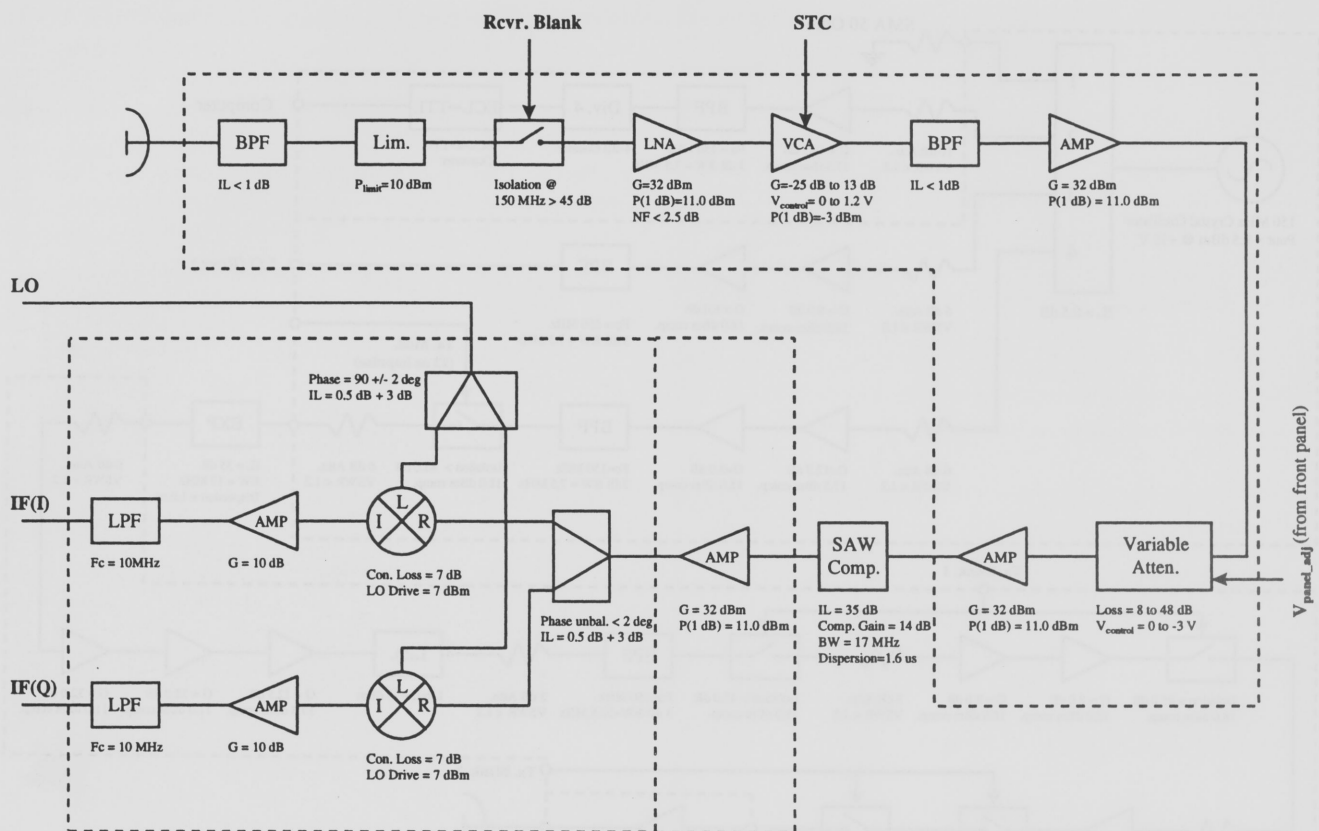 Rcvr. Blank
STC
BPF
Lim.
LNA
VCA
BPF
AMP
IL < 1 dB
P_limit=10 dBm
Isolation @
150 MHz > 45 dB
G=32 dBm
P(1 dB)=11.0 dBm
NF < 2.5 dB
G=-25 dB to 13 dB
V_control= 0 to 1.2 V
P(1 dB)=-3 dBm
IL < 1dB
G = 32 dBm
P(1 dB) = 11.0 dBm
LO
Phase = 90 +/- 2 deg
IL = 0.5 dB + 3 dB
V_panel_adj (from front panel)
IF(I)
LPF
AMP
I
L
R
Fc = 10MHz
G = 10 dB
Con. Loss = 7 dB
LO Drive = 7 dBm
Phase unbal. < 2 deg
IL = 0.5 dB + 3 dB
AMP
G = 32 dBm
P(1 dB) = 11.0 dBm
SAW
Comp.
IL = 35 dB
Comp. Gain = 14 dB
BW = 17 MHz
Dispersion=1.6 us
AMP
G = 32 dBm
P(1 dB) = 11.0 dBm
Variable
Atten.
Loss = 8 to 48 dB
V_control = 0 to -3 V
IF(Q)
LPF
AMP
I
L
R
Fc = 10 MHz
G = 10 dB
Con. Loss = 7 dB
LO Drive = 7 dBm